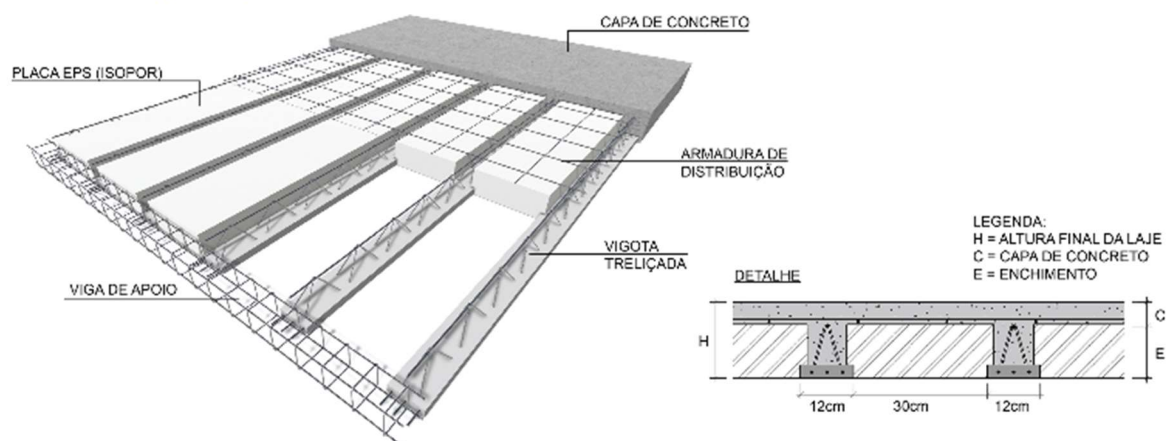 CAPA DE CONCRETO
PLACA EPS (ISOPOR)
ARMADURA DE
DISTRIBUIÇÃO
VIGOTA
TRELIÇADA
VIGA DE APOIO
LEGENDA:
H = ALTURA FINAL DA LAJE
C = CAPA DE CONCRETO
E = ENCHIMENTO
DETALHE
H
C
E
12cm
30cm
12cm